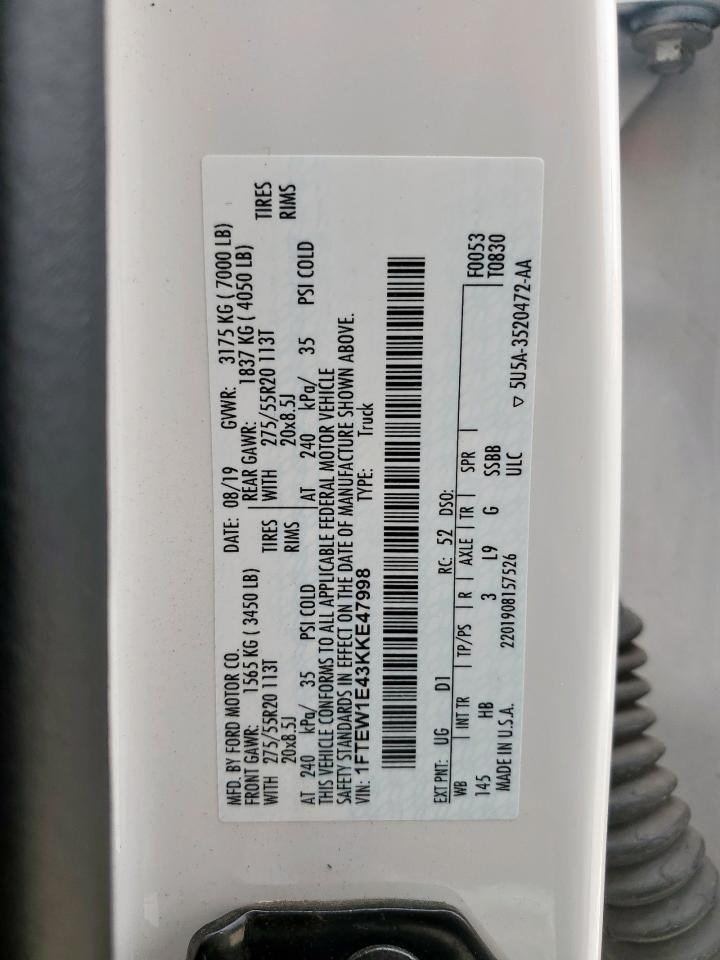 MFD. BY FORD MOTOR CO. DATE: 08/19 GVWR: 3175 KG ( 7000 LB)
FRONT GAWR: 1565 KG ( 3450 LB) REAR GAWR: 1837 KG ( 4050 LB)
WITH 275/55R20 113T TIRES WITH 275/55R20 113T TIRES
20x8.5J RIMS 20x8.5J RIMS
AT 240 kPa/ 35 PSI COLD AT 240 kPa/ 35 PSI COLD
THIS VEHICLE CONFORMS TO ALL APPLICABLE FEDERAL MOTOR VEHICLE
SAFETY STANDARDS IN EFFECT ON THE DATE OF MANUFACTURE SHOWN ABOVE.
VIN: 1FTEW1E43KKE47998 TYPE: Truck
EXT PNT: UG D1 RC: 52 DSO: F0053
WB INT TR TP/PS R AXLE TR SPR T0830
145 HB 3 L9 G SSBB
MADE IN U.S.A. 2201908157526 ULC ▽ 5U5A-3520472-AA